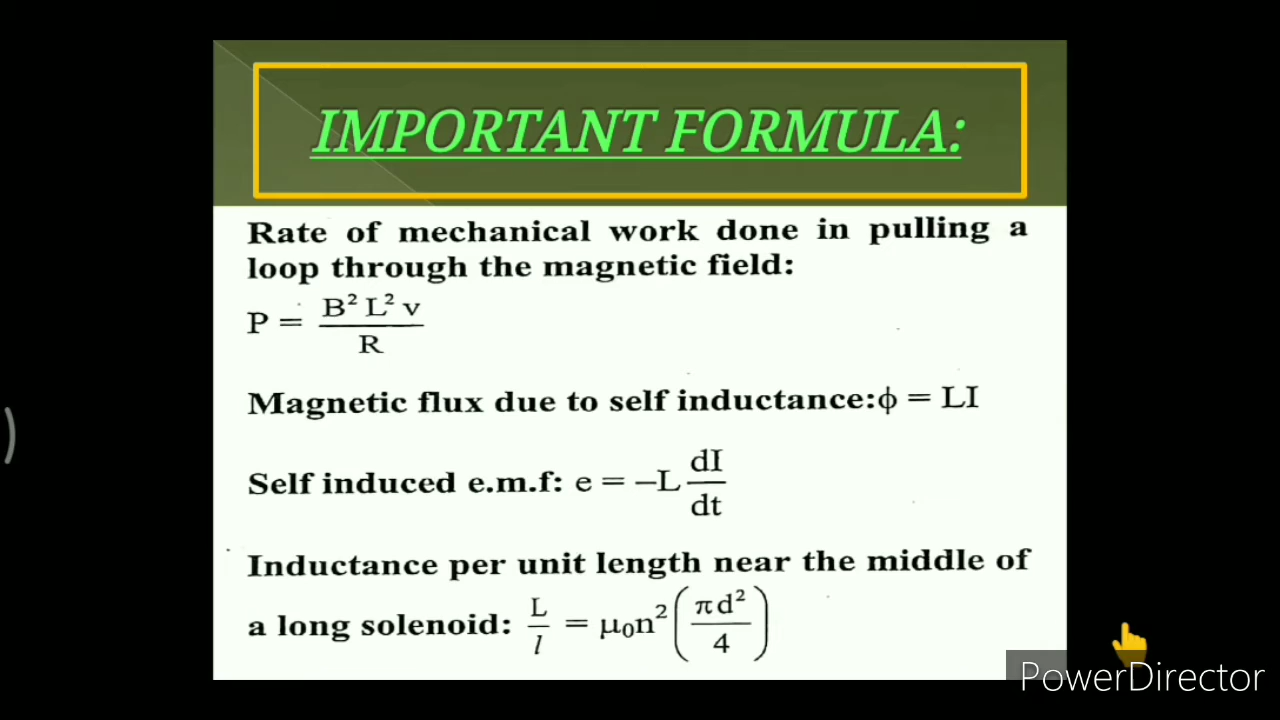 IMPORTANT FORMULA:
Rate of mechanical work done in pulling a
loop through the magnetic field:
P = B² L² v / R
Magnetic flux due to self inductance:ϕ = LI
Self induced e.m.f: e = −L dI/dt
Inductance per unit length near the middle of
a long solenoid: L/l = μ₀n² (πd²/4)
PowerDirector